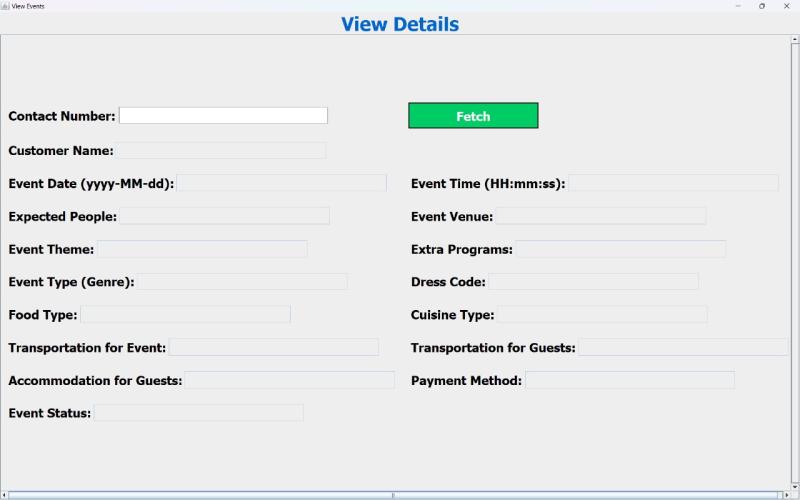 View Events
View Details
Contact Number:
Fetch
Customer Name:
Event Date (yyyy-MM-dd):
Event Time (HH:mm:ss):
Expected People:
Event Venue:
Event Theme:
Extra Programs:
Event Type (Genre):
Dress Code:
Food Type:
Cuisine Type:
Transportation for Event:
Transportation for Guests:
Accommodation for Guests:
Payment Method:
Event Status: